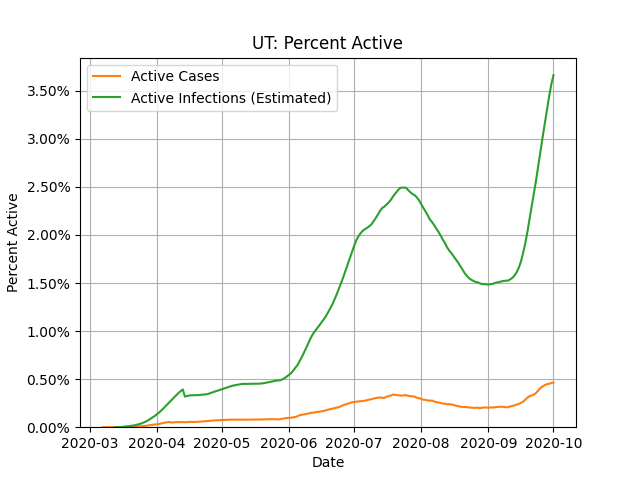 UT: Percent Active
Active Cases
Active Infections (Estimated)
Percent Active
3.50%
3.00%
2.50%
2.00%
1.50%
1.00%
0.50%
0.00%
2020-03 2020-04 2020-05 2020-06 2020-07 2020-08 2020-09 2020-10
Date